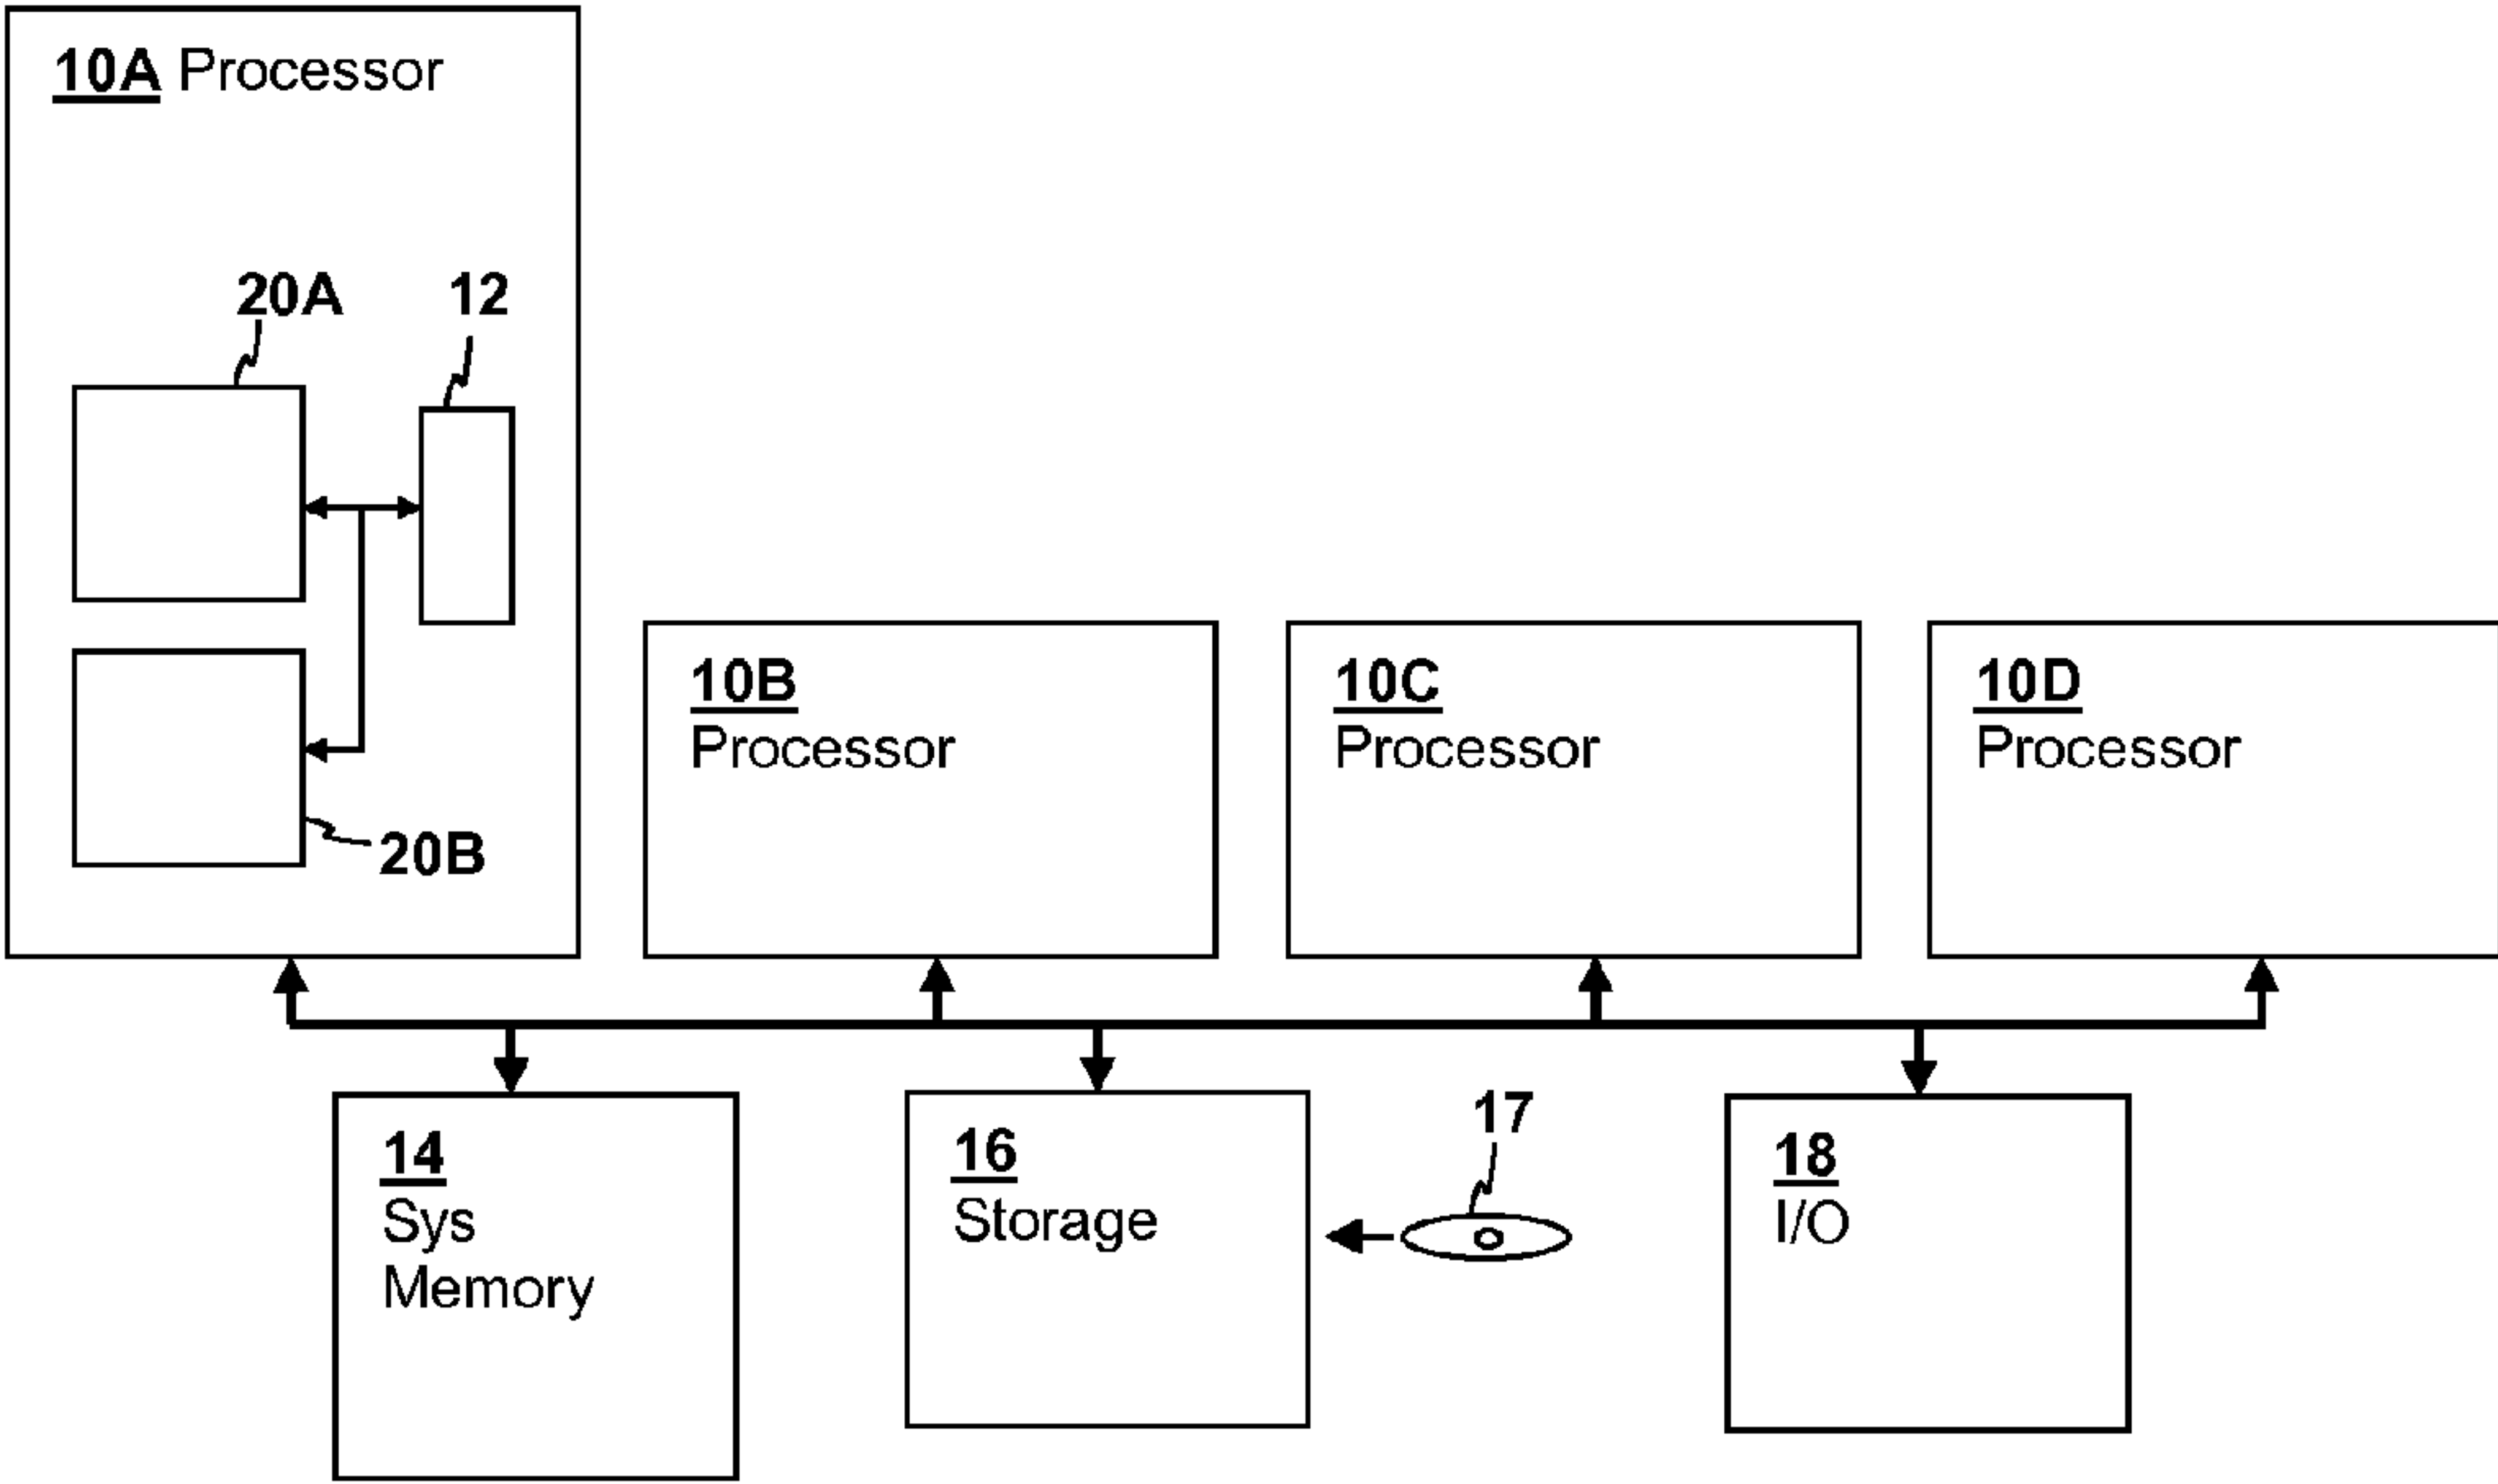 10A Processor
20A
12
20B
10B
Processor
10C
Processor
10D
Processor
14
Sys
Memory
16
Storage
17
18
I/O